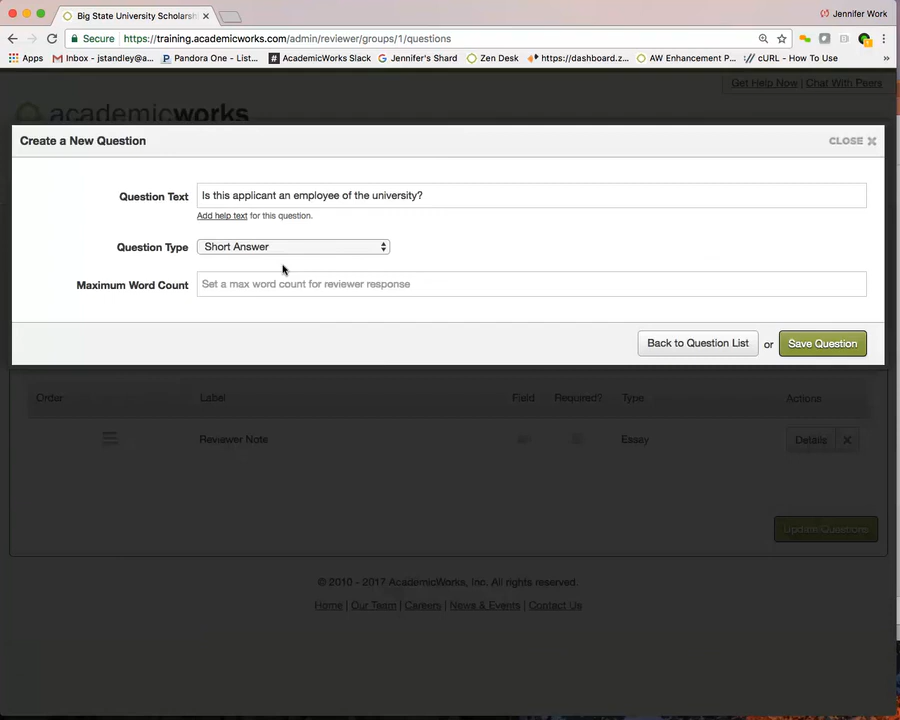 Big State University Scholarsh
Jennifer Work
Secure
https://training.academicworks.com/admin/reviewer/groups/1/questions
Apps
Inbox - jstandley@a...
Pandora One - List...
AcademicWorks Slack
Jennifer's Shard
Zen Desk
https://dashboard.z...
AW Enhancement P...
cURL - How To Use
»
Get Help Now | Chat With Peers
academicworks
Create a New Question
CLOSE
Question Text
Is this applicant an employee of the university?
Add help text for this question.
Question Type
Short Answer
Maximum Word Count
Set a max word count for reviewer response
Back to Question List
or
Save Question
Order
Label
Field
Required?
Type
Actions
Reviewer Note
Essay
Details
X
Update Questions
© 2010 - 2017 AcademicWorks, Inc. All rights reserved.
Home | Our Team | Careers | News & Events | Contact Us